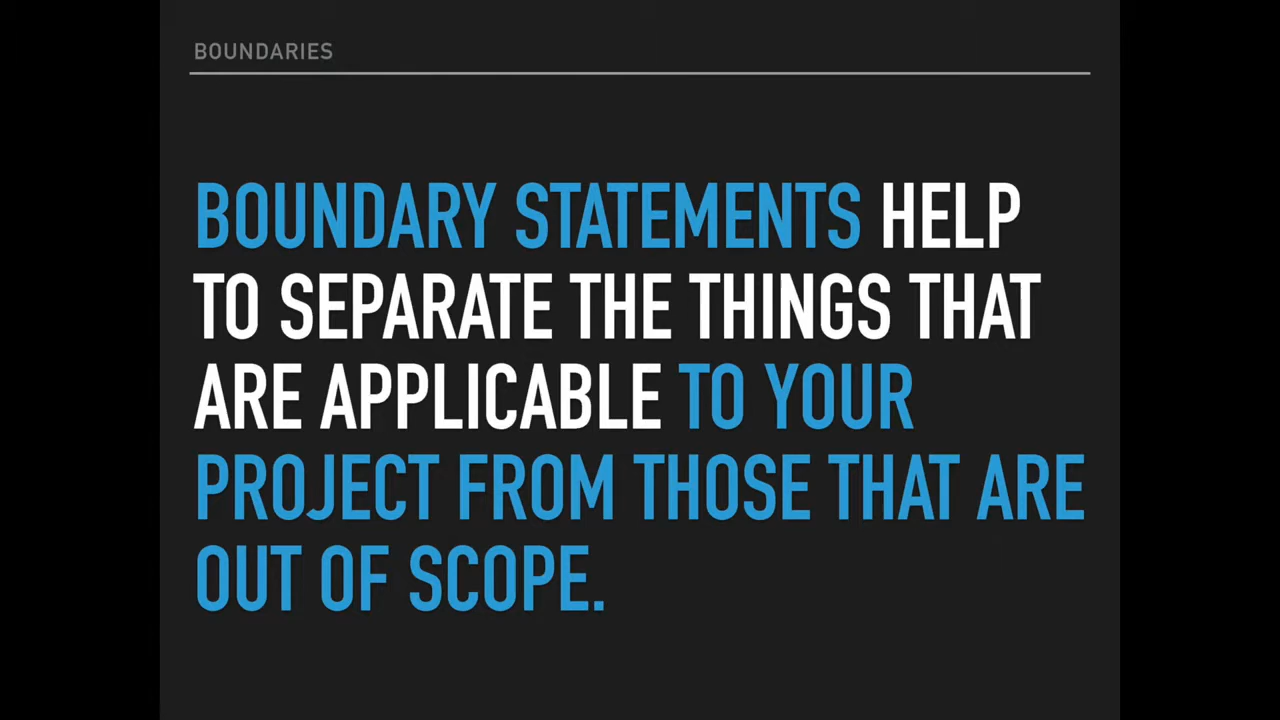 BOUNDARIES
BOUNDARY STATEMENTS HELP
TO SEPARATE THE THINGS THAT
ARE APPLICABLE TO YOUR
PROJECT FROM THOSE THAT ARE
OUT OF SCOPE.